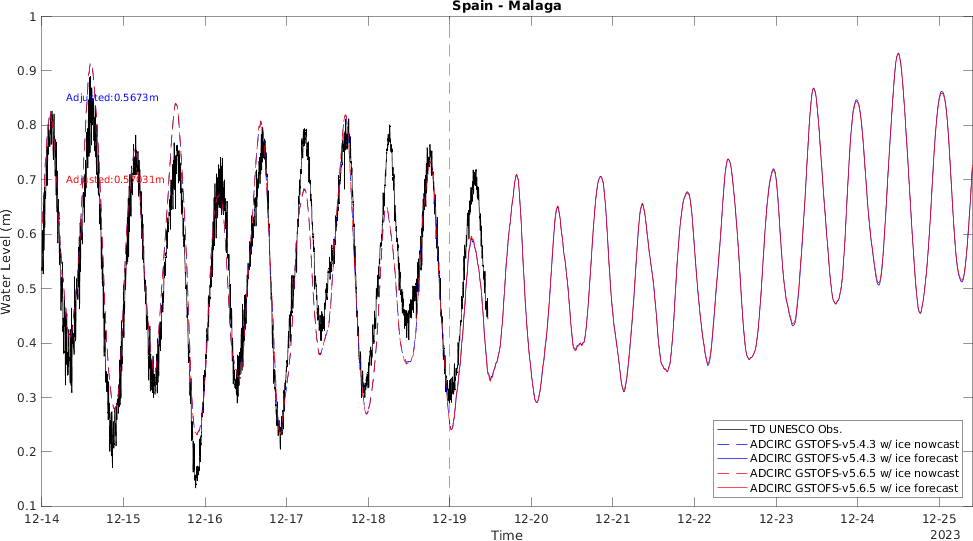 Spain - Malaga
1
0.9
0.8
0.7
0.6
0.5
0.4
0.3
0.2
0.1
Water Level (m)
Adjusted:0.5673m
Adjusted:0.57031m
TD UNESCO Obs.
ADCIRC GSTOFS-v5.4.3 w/ ice nowcast
ADCIRC GSTOFS-v5.4.3 w/ ice forecast
ADCIRC GSTOFS-v5.6.5 w/ ice nowcast
ADCIRC GSTOFS-v5.6.5 w/ ice forecast
12-14 12-15 12-16 12-17 12-18 12-19 12-20 12-21 12-22 12-23 12-24 12-25
Time
2023